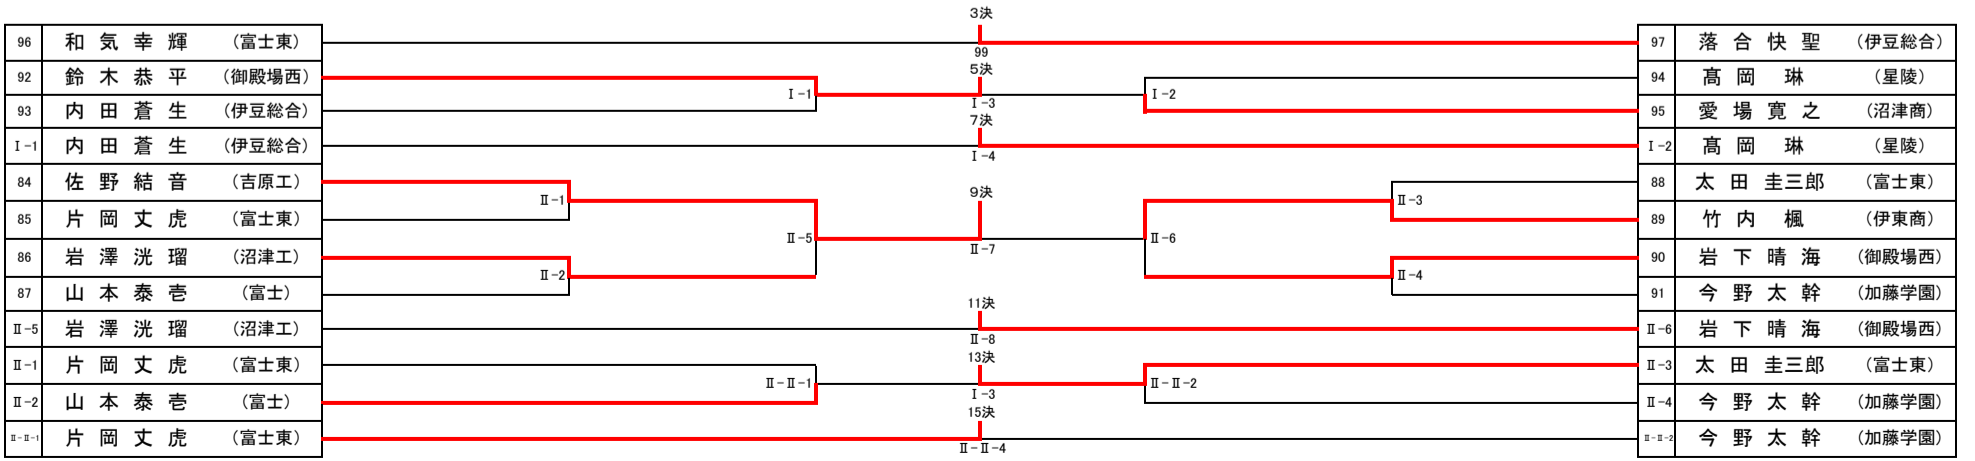 3決
96 和気幸輝 （富士東） 99 97 落合快聖 （伊豆総合）
92 鈴木恭平 （御殿場西） 5決 94 髙岡琳 （星陵）
Ⅰ-1 Ⅰ-2
93 内田蒼生 （伊豆総合） Ⅰ-3 95 愛場寛之 （沼津商）
7決
Ⅰ-1 内田蒼生 （伊豆総合） Ⅰ-4 Ⅰ-2 髙岡琳 （星陵）
84 佐野結音 （吉原工） 9決 88 太田圭三郎 （富士東）
Ⅱ-1 Ⅱ-3
85 片岡丈虎 （富士東） 89 竹内楓 （伊東商）
Ⅱ-5 Ⅱ-7 Ⅱ-6
86 岩澤洸瑠 （沼津工） 90 岩下晴海 （御殿場西）
Ⅱ-2 Ⅱ-4
87 山本泰壱 （富士） 91 今野太幹 （加藤学園）
11決
Ⅱ-5 岩澤洸瑠 （沼津工） Ⅱ-8 Ⅱ-6 岩下晴海 （御殿場西）
Ⅱ-1 片岡丈虎 （富士東） 13決 Ⅱ-3 太田圭三郎 （富士東）
Ⅱ-Ⅱ-1 Ⅱ-Ⅱ-2
Ⅱ-2 山本泰壱 （富士） Ⅰ-3 Ⅱ-4 今野太幹 （加藤学園）
15決
Ⅱ-Ⅱ-1 片岡丈虎 （富士東） Ⅱ-Ⅱ-4 Ⅱ-Ⅱ-2 今野太幹 （加藤学園）